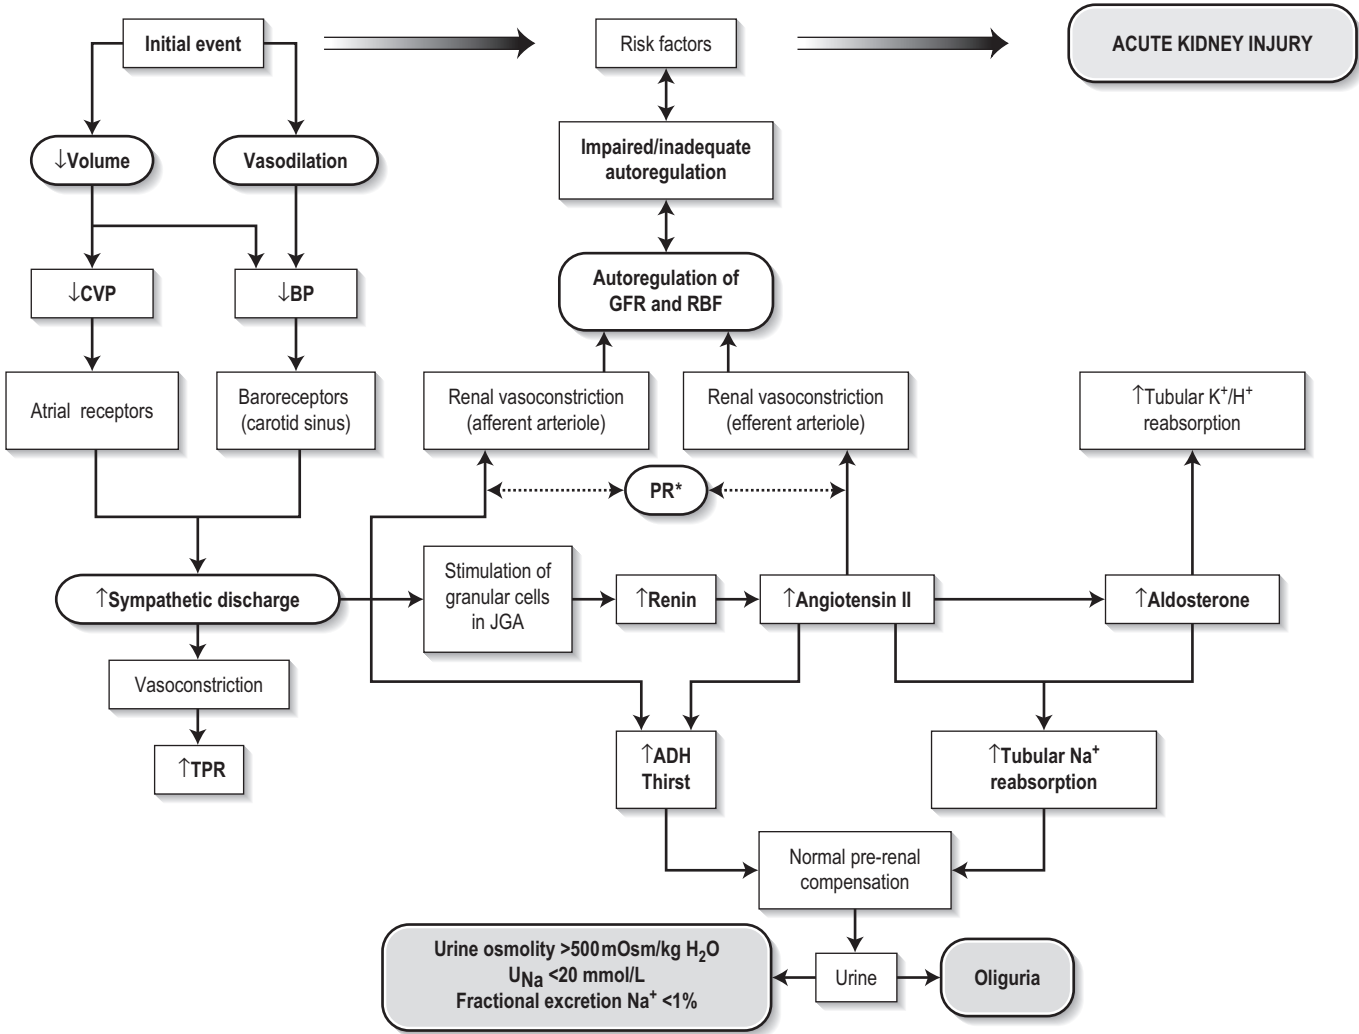 Initial event
Risk factors
ACUTE KIDNEY INJURY
↓Volume
Vasodilation
Impaired/inadequate
autoregulation
↓CVP
↓BP
Autoregulation of
GFR and RBF
Atrial receptors
Baroreceptors
(carotid sinus)
Renal vasoconstriction
(afferent arteriole)
Renal vasoconstriction
(efferent arteriole)
↑Tubular K⁺/H⁺
reabsorption
PR*
↑Sympathetic discharge
Stimulation of
granular cells
in JGA
↑Renin
↑Angiotensin II
↑Aldosterone
Vasoconstriction
↑TPR
↑ADH
Thirst
↑Tubular Na⁺
reabsorption
Normal pre-renal
compensation
Urine osmolity >500 mOsm/kg H₂O
U_Na <20 mmol/L
Fractional excretion Na⁺ <1%
Urine
Oliguria